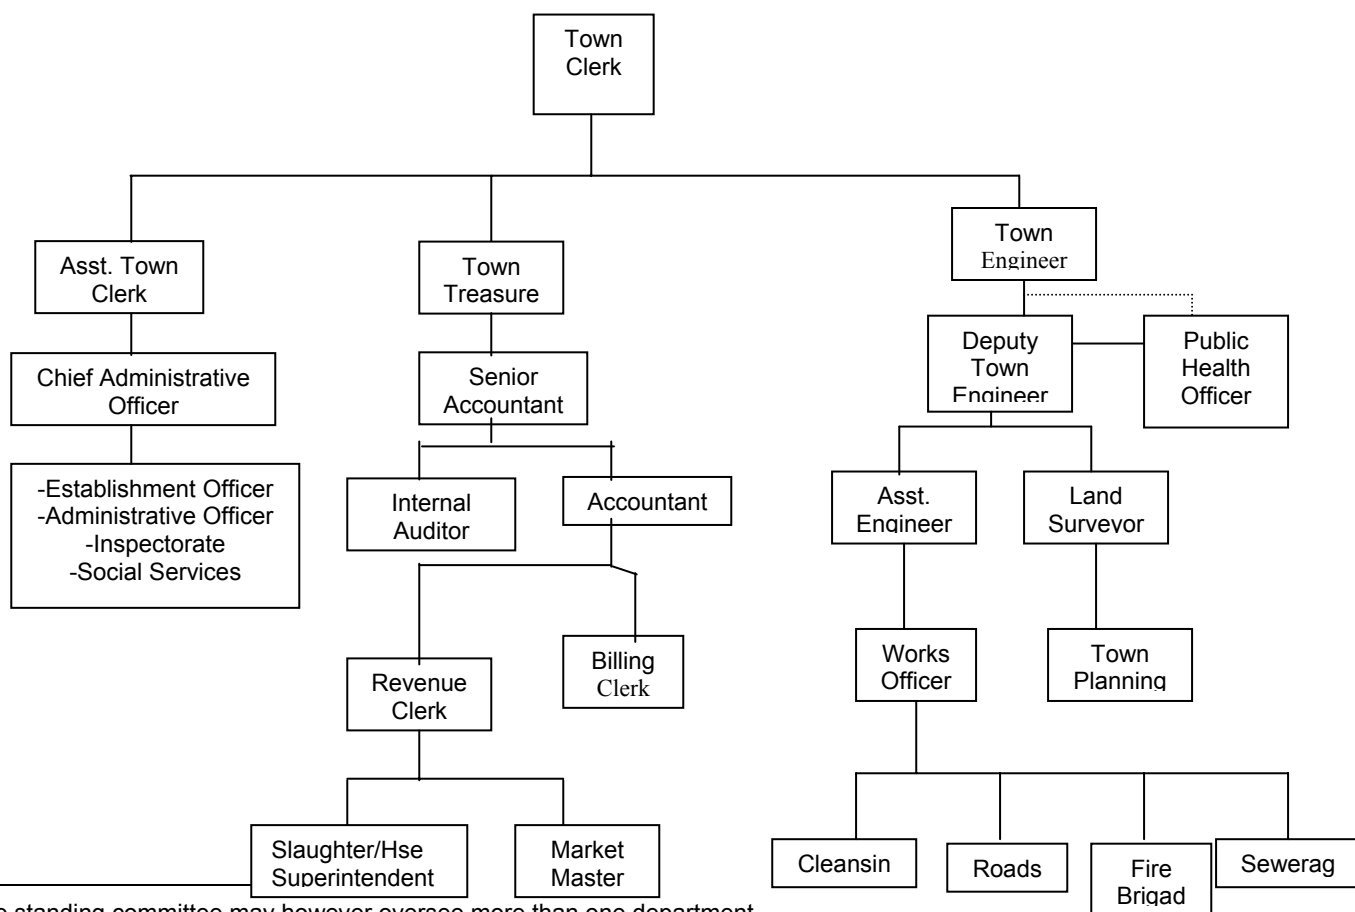 Town
Clerk
Asst. Town
Clerk
Town
Treasure
Town
Engineer
Chief Administrative
Officer
Senior
Accountant
Deputy
Town
Engineer
Public
Health
Officer
-Establishment Officer
-Administrative Officer
-Inspectorate
-Social Services
Internal
Auditor
Accountant
Asst.
Engineer
Land
Surveyor
Revenue
Clerk
Billing
Clerk
Works
Officer
Town
Planning
Slaughter/Hse
Superintendent
Market
Master
Cleansin
Roads
Fire
Brigad
Sewerag
standing committee may however oversee more than one department